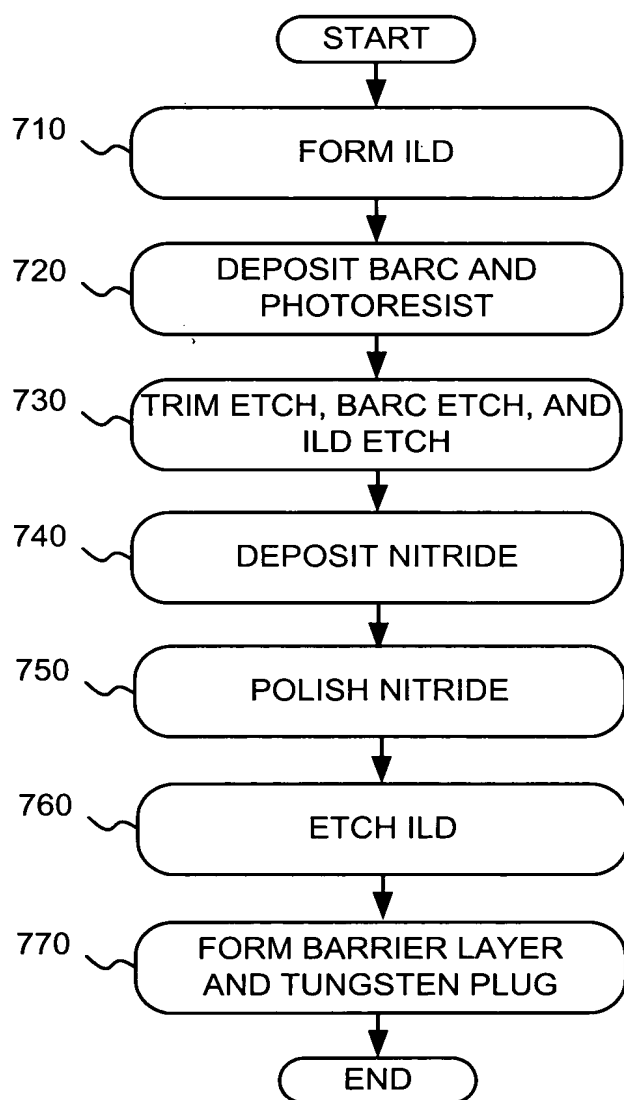 START
710
FORM ILD
720
DEPOSIT BARC AND
PHOTORESIST
730
TRIM ETCH, BARC ETCH, AND
ILD ETCH
740
DEPOSIT NITRIDE
750
POLISH NITRIDE
760
ETCH ILD
770
FORM BARRIER LAYER
AND TUNGSTEN PLUG
END